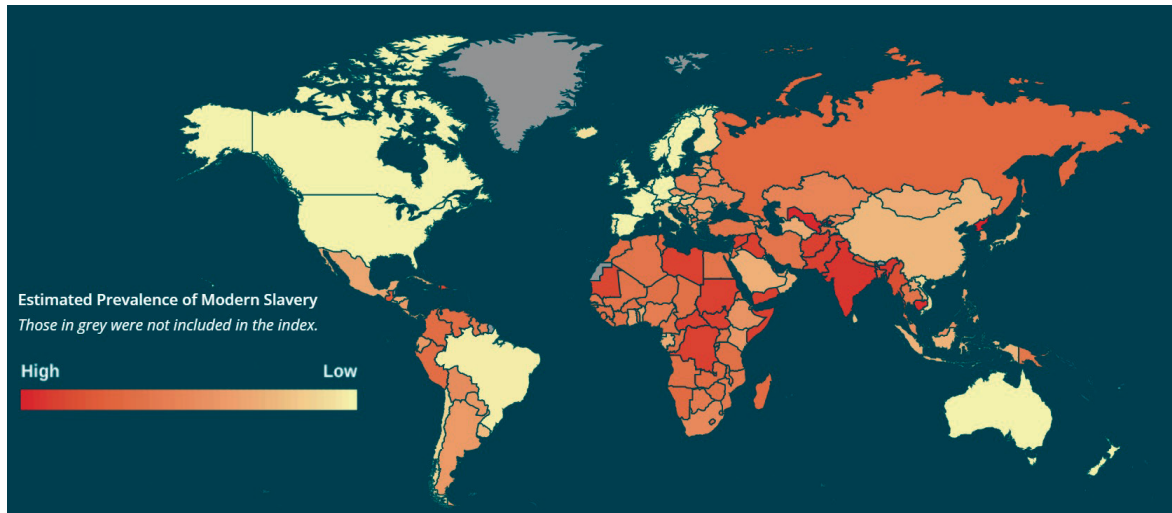 Estimated Prevalence of Modern Slavery
Those in grey were not included in the index.
High Low